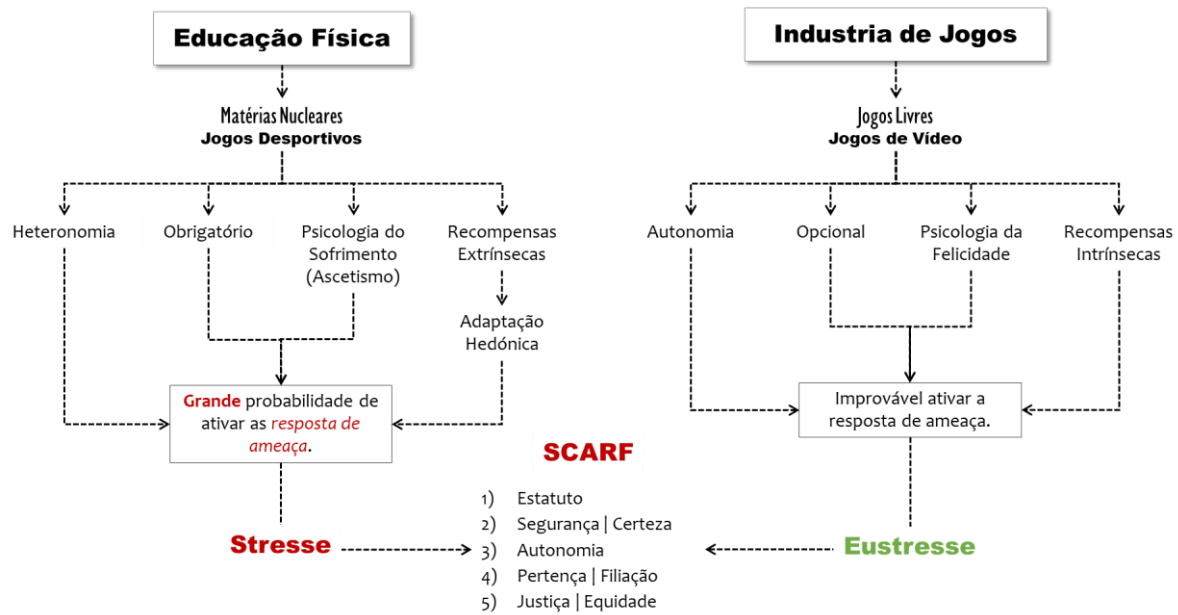 Educação Física
Matérias Nucleares
Jogos Desportivos
Heteronomia
Obrigatório
Psicologia do
Sofrimento
(Ascetismo)
Recompensas
Extrínsecas
Adaptação
Hedónica
Grande probabilidade de
ativar as resposta de
ameaça.
Stresse
Industria de Jogos
Jogos Livres
Jogos de Vídeo
Autonomia
Opcional
Psicologia da
Felicidade
Recompensas
Intrínsecas
Improvável ativar a
resposta de ameaça.
Eustresse
SCARF
1) Estatuto
2) Segurança | Certeza
3) Autonomia
4) Pertença | Filiação
5) Justiça | Equidade